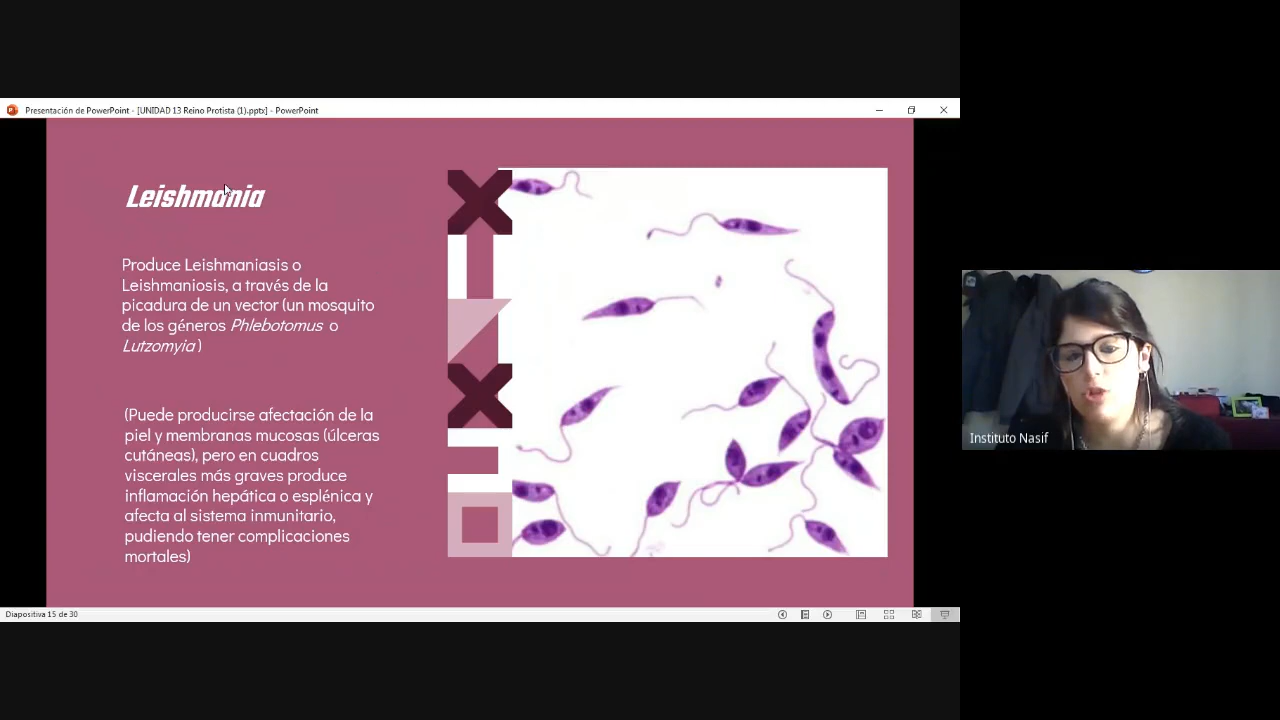 Presentación de PowerPoint - [UNIDAD 13 Reino Protista (1).pptx] - PowerPoint
Leishmania
Produce Leishmaniasis o
Leishmaniosis, a través de la
picadura de un vector (un mosquito
de los géneros Phlebotomus o
Lutzomyia)
(Puede producirse afectación de la
piel y membranas mucosas (úlceras
cutáneas), pero en cuadros
viscerales más graves produce
inflamación hepática o esplénica y
afecta al sistema inmunitario,
pudiendo tener complicaciones
mortales)
Instituto Nasif
Diapositiva 15 de 30